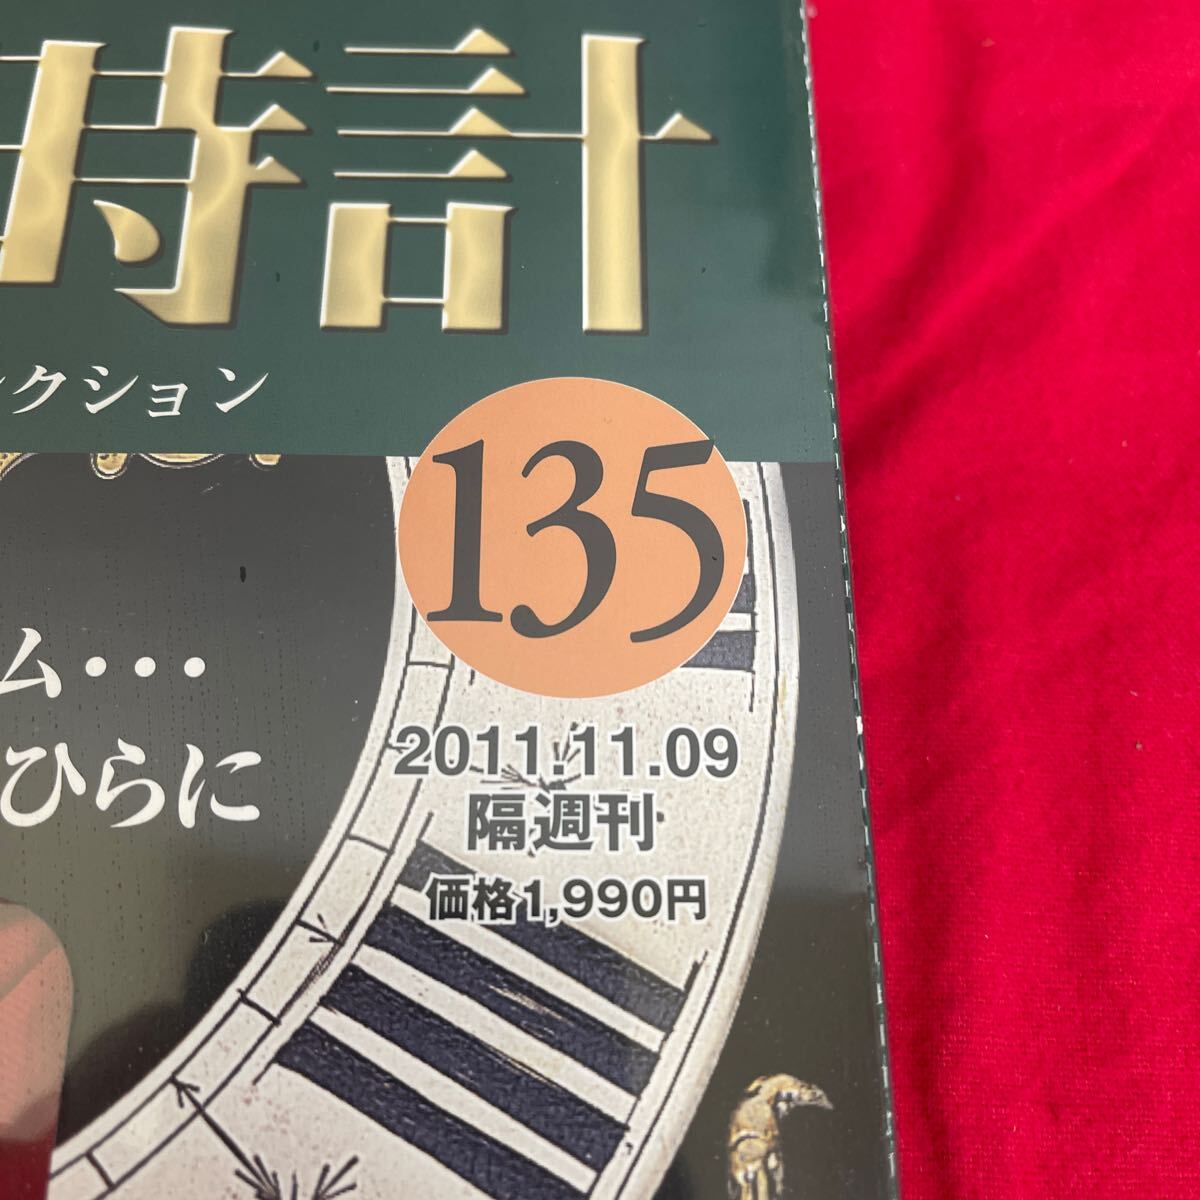 時計
クション
135
ム・・・
ひらに
2011.11.09
隔週刊
価格1,990円